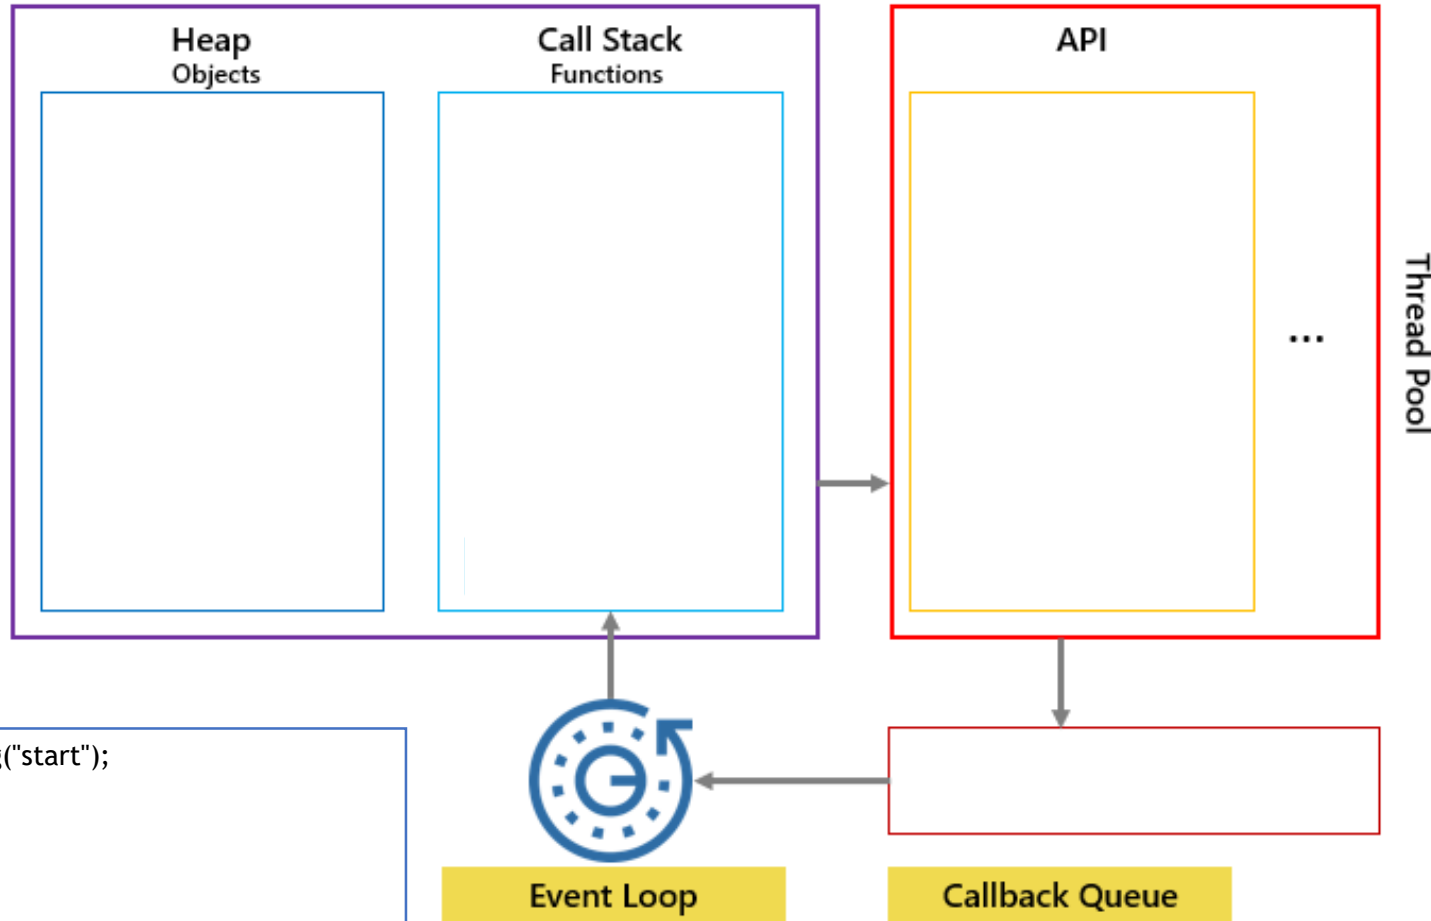 Heap
Objects
Call Stack
Functions
API
...
Thread Pool
("start");
Event Loop
Callback Queue